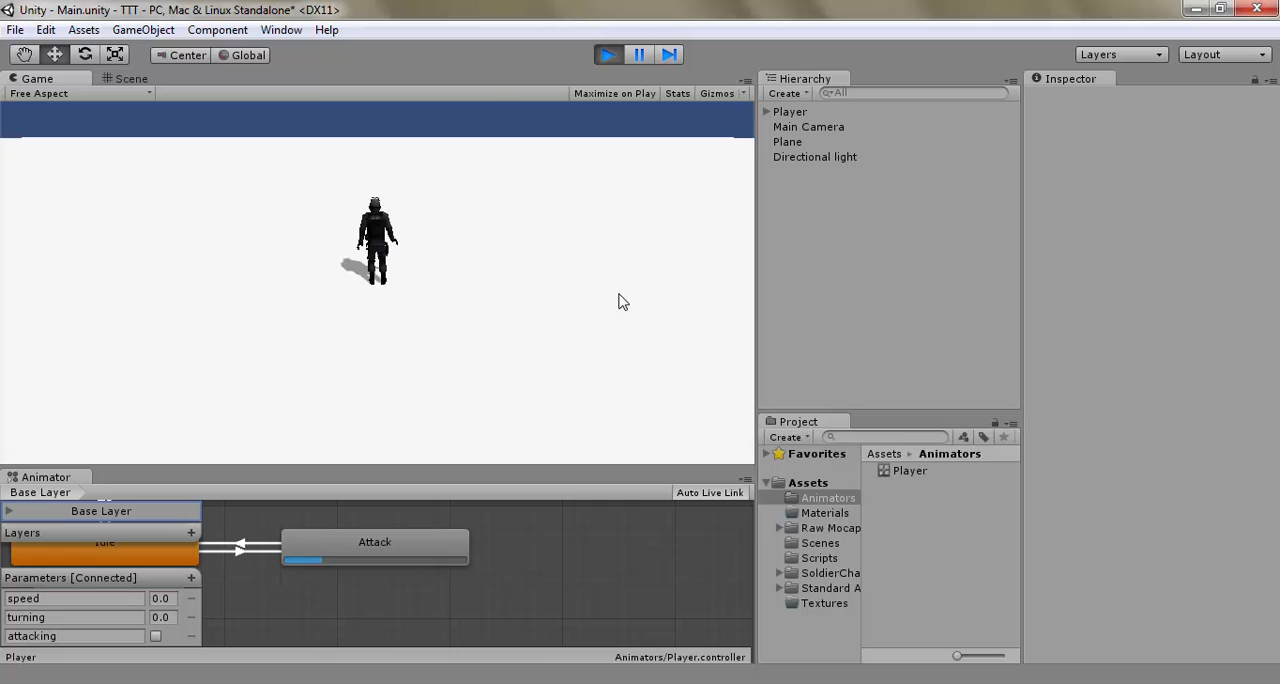 Unity - Main.unity - TTT - PC, Mac & Linux Standalone* <DX11>
File Edit Assets GameObject Component Window Help
Center Global Layers Layout
Game Scene
Free Aspect Maximize on Play Stats Gizmos
Hierarchy
Create All
Player
Main Camera
Plane
Directional light
Inspector
Project
Create
Favorites
Assets
Animators
Materials
Raw Mocap
Scenes
Scripts
SoldierCha
Standard A
Textures
Assets Animators
Player
Animator
Base Layer Auto Live Link
Base Layer
Layers +
Idle
Attack
Parameters [Connected] +
speed 0.0
turning 0.0
attacking
Player Animators/Player.controller